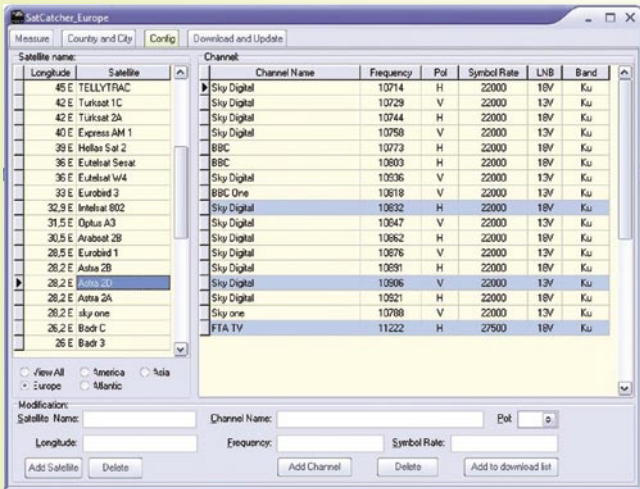 SatCatcher_Europe
Measure Country and City Config Download and Update
Satellite name:
Longitude Satellite
45 E TELLYTRAC
42 E Turksat 1C
42 E Türksat 2A
40 E Express AM 1
39 E Hellas Sat 2
36 E Eutelsat Sesat
36 E Eutelsat W4
33 E Eurobird 3
32,9 E Intelsat 802
31,5 E Optus A3
30,5 E Arabsat 2B
28,5 E Eurobird 1
28,2 E Astra 2B
28,2 E Astra 2D
28,2 E Astra 2A
28,2 E sky one
26,2 E Badr C
26 E Badr 3
View All America Asia
Europe Atlantic
Channel:
Channel Name Frequency Pol Symbol Rate LNB Band
Sky Digital 10714 H 22000 18V Ku
Sky Digital 10729 V 22000 13V Ku
Sky Digital 10744 H 22000 18V Ku
Sky Digital 10758 V 22000 13V Ku
BBC 10773 H 22000 18V Ku
BBC 10803 H 22000 18V Ku
Sky Digital 10936 V 22000 13V Ku
BBC One 10818 V 22000 13V Ku
Sky Digital 10832 H 22000 18V Ku
Sky Digital 10847 V 22000 13V Ku
Sky Digital 10862 H 22000 18V Ku
Sky Digital 10876 V 22000 13V Ku
Sky Digital 10891 H 22000 18V Ku
Sky Digital 10906 V 22000 13V Ku
Sky Digital 10921 H 22000 18V Ku
Sky one 10788 V 22000 13V Ku
FTA TV 11222 H 27500 18V Ku
Modification:
Satellite Name: Channel Name: Pol:
Longitude: Frequency: Symbol Rate:
Add Satellite Delete Add Channel Delete Add to download list